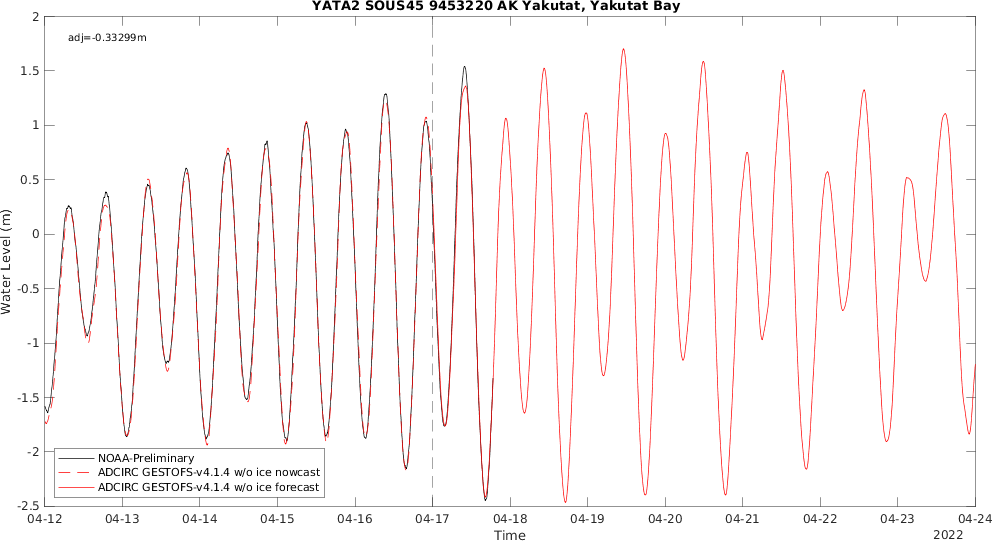 YATA2 SOUS45 9453220 AK Yakutat, Yakutat Bay
adj=-0.33299m
2
1.5
1
0.5
0
-0.5
-1
-1.5
-2
-2.5
Water Level (m)
NOAA-Preliminary
ADCIRC GESTOFS-v4.1.4 w/o ice nowcast
ADCIRC GESTOFS-v4.1.4 w/o ice forecast
04-12 04-13 04-14 04-15 04-16 04-17 04-18 04-19 04-20 04-21 04-22 04-23 04-24
Time
2022